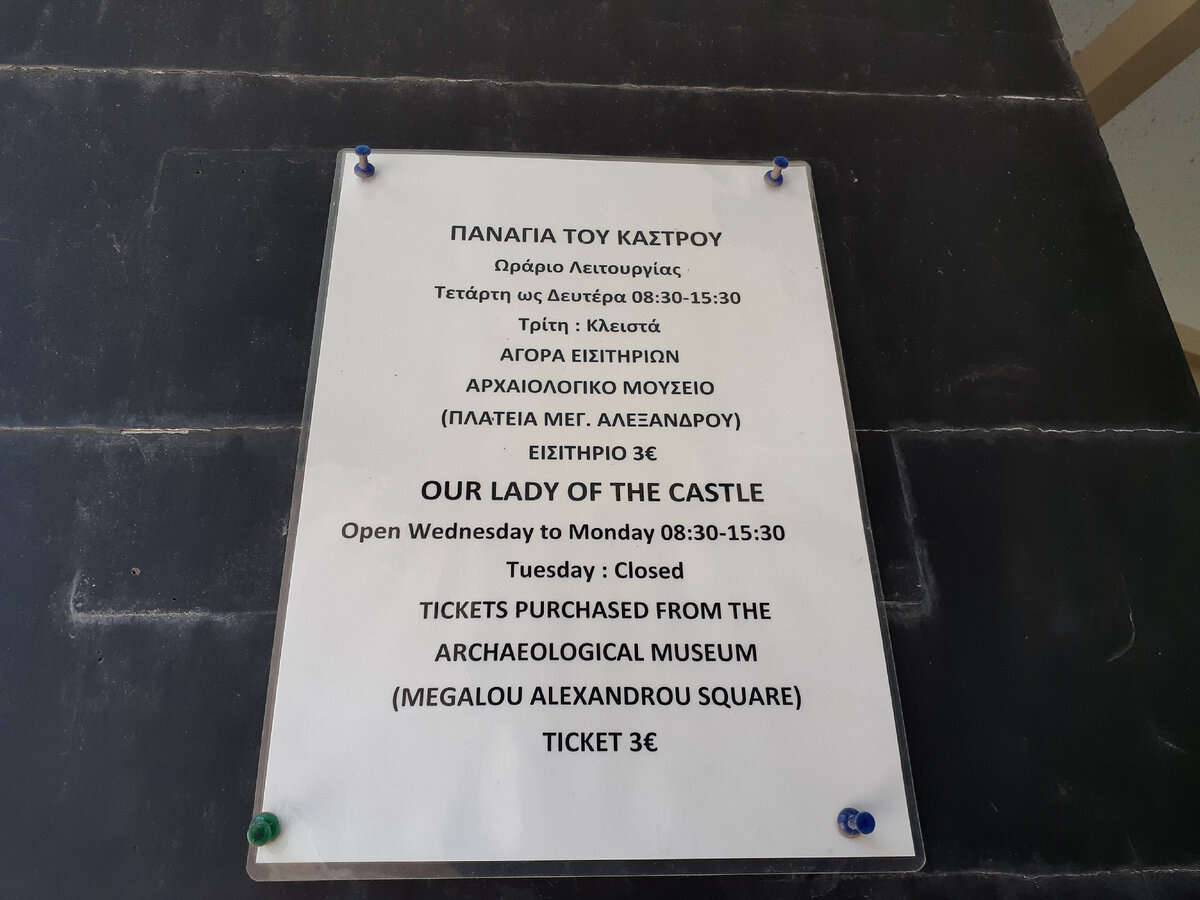 ΠΑΝΑΓΙΑ ΤΟΥ ΚΑΣΤΡΟΥ
Ωράριο Λειτουργίας
Τετάρτη ως Δευτέρα 08:30-15:30
Τρίτη : Κλειστά
ΑΓΟΡΑ ΕΙΣΙΤΗΡΙΩΝ
ΑΡΧΑΙΟΛΟΓΙΚΟ ΜΟΥΣΕΙΟ
(ΠΛΑΤΕΙΑ ΜΕΓ. ΑΛΕΞΑΝΔΡΟΥ)
ΕΙΣΙΤΗΡΙΟ 3€
OUR LADY OF THE CASTLE
Open Wednesday to Monday 08:30-15:30
Tuesday : Closed
TICKETS PURCHASED FROM THE
ARCHAEOLOGICAL MUSEUM
(MEGALOU ALEXANDROU SQUARE)
TICKET 3€